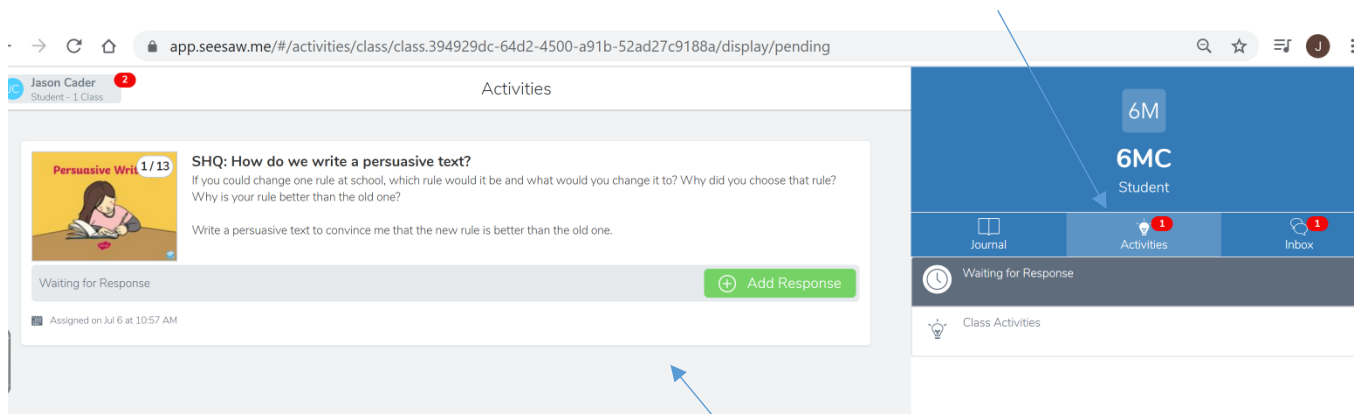 app.seesaw.me/#/activities/class/class.394929dc-64d2-4500-a91b-52ad27c9188a/display/pending
J
JC
Jason Cader
2
Student - 1 Class
Activities
Persuasive Writ
1 / 13
SHQ: How do we write a persuasive text?
If you could change one rule at school, which rule would it be and what would you change it to? Why did you choose that rule?
Why is your rule better than the old one?
Write a persuasive text to convince me that the new rule is better than the old one.
Waiting for Response
Add Response
Assigned on Jul 6 at 10:57 AM
6M
6MC
Student
Journal
1
Activities
1
Inbox
Waiting for Response
Class Activities